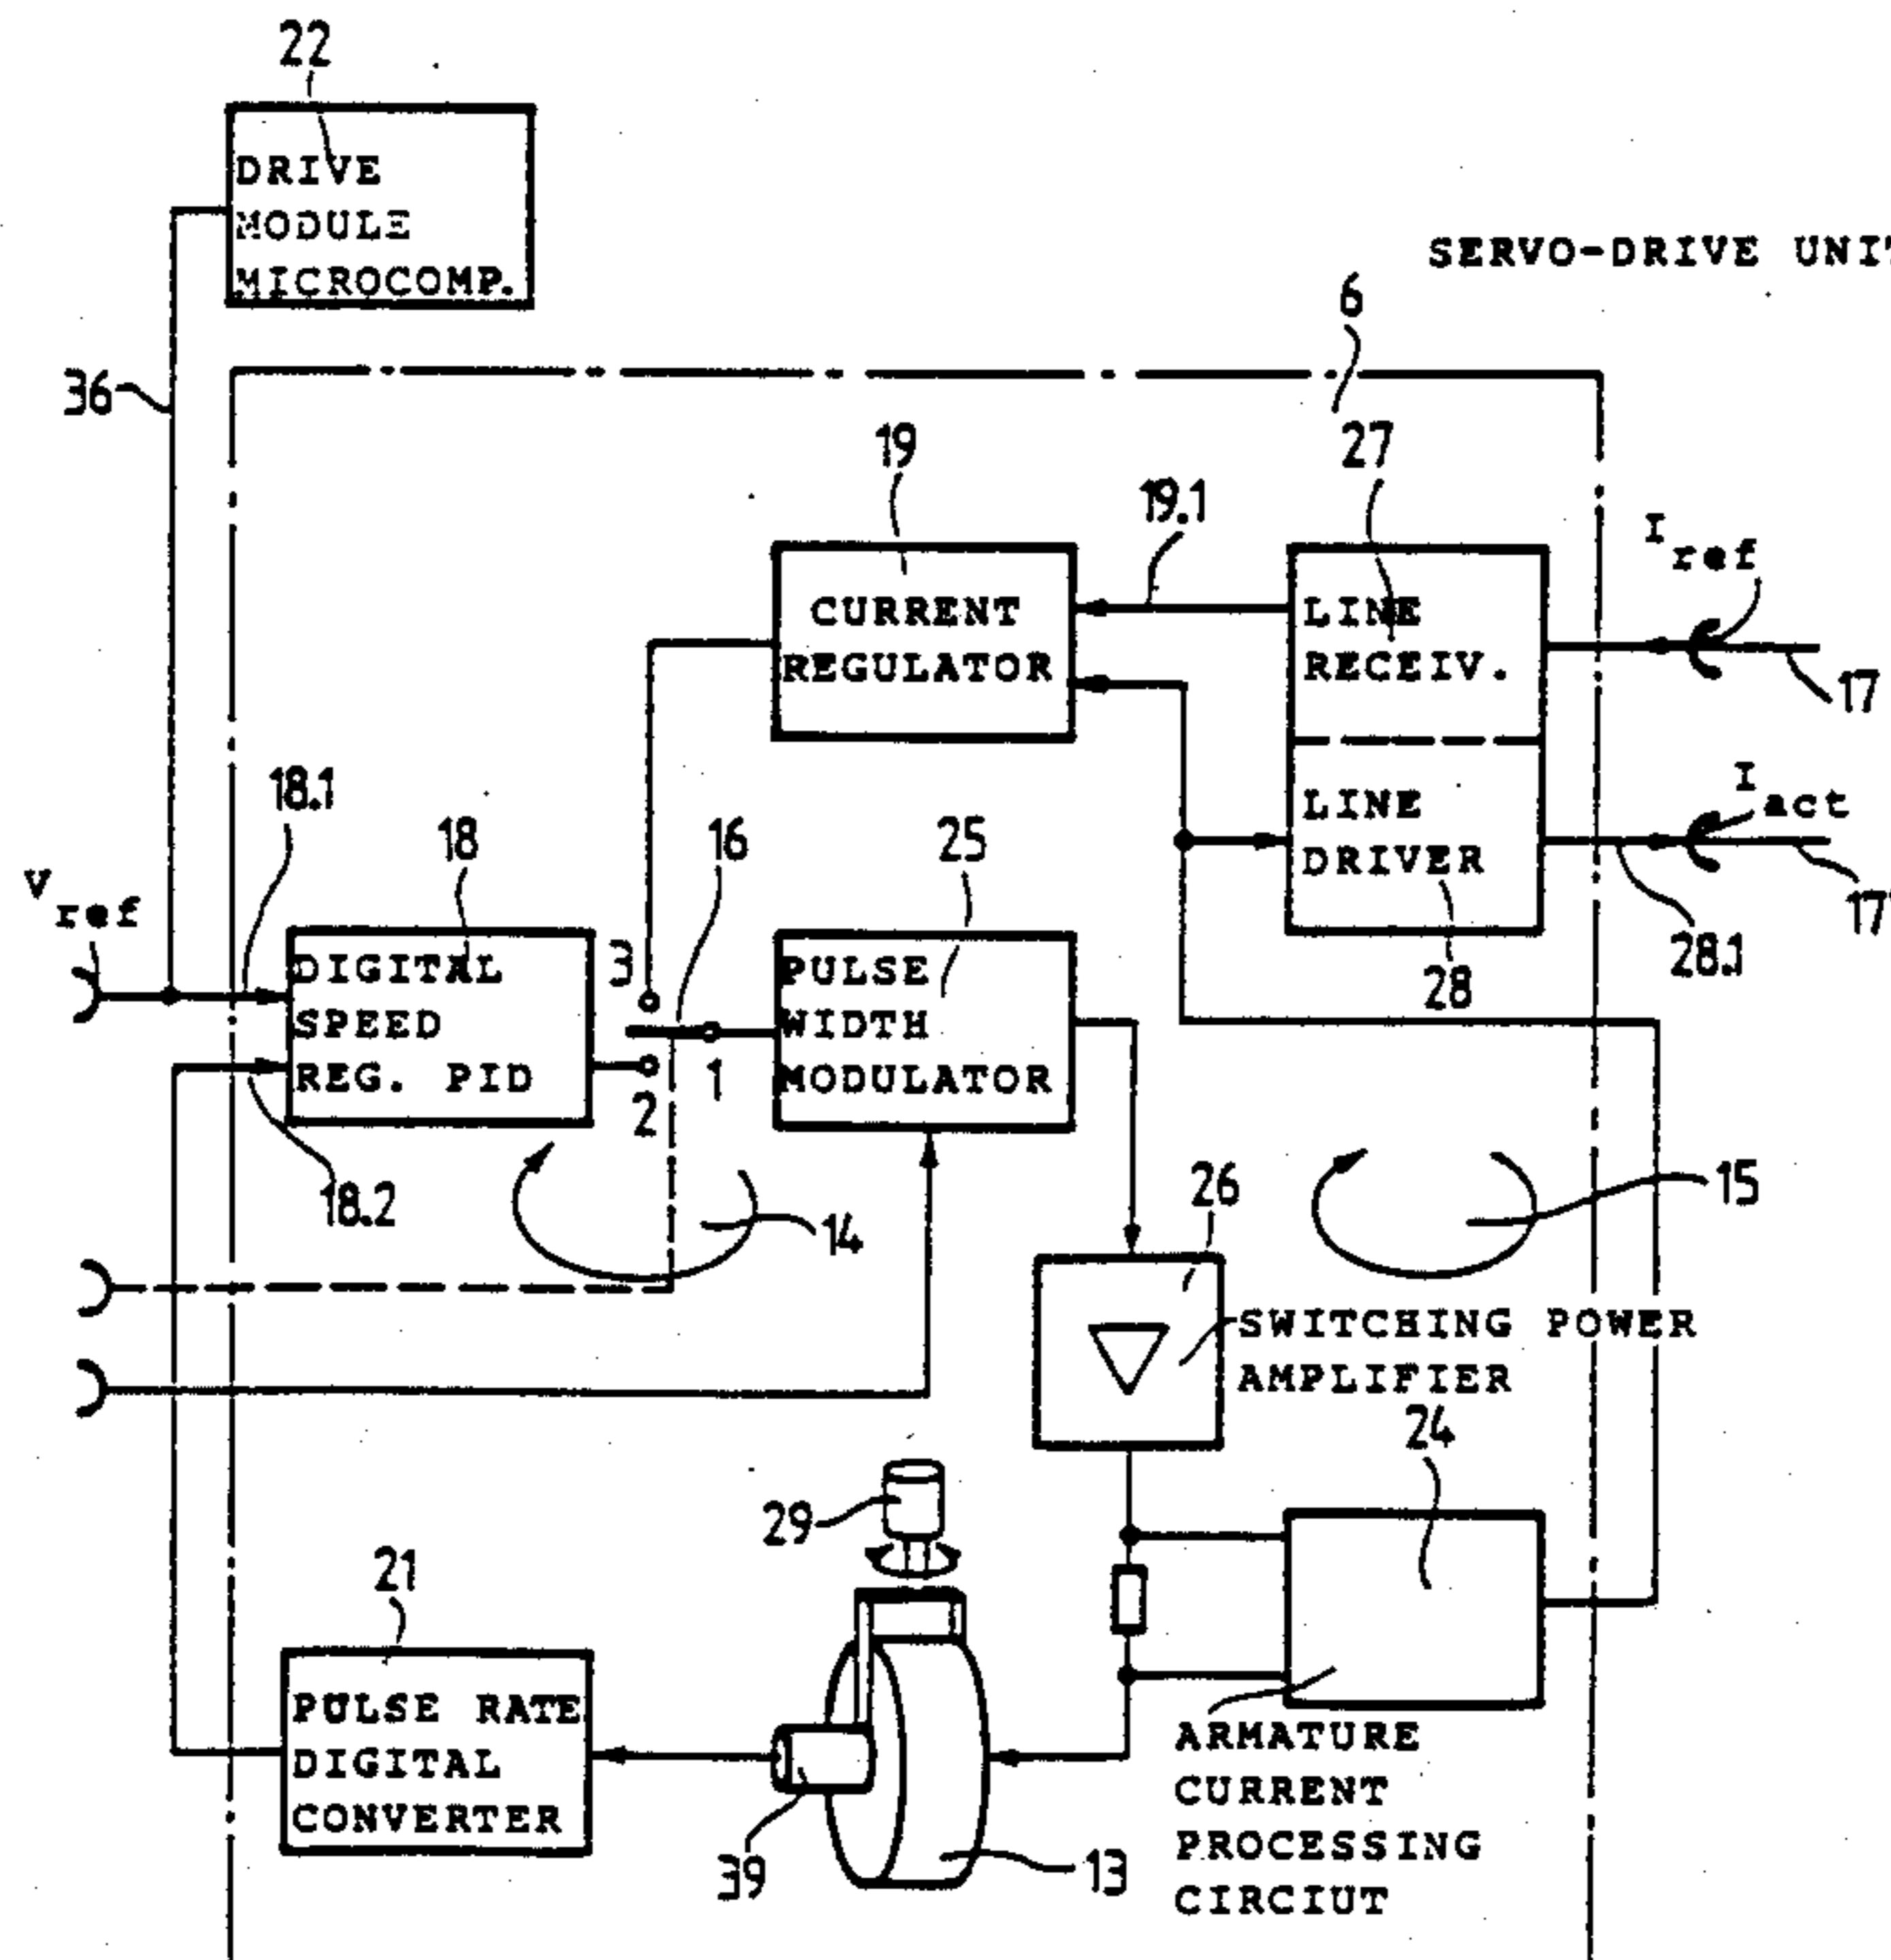 22
DRIVE
MODULE
MICROCOMP.
SERVO-DRIVE UNIT
6
36
19
27
19.1
I ref
CURRENT
REGULATOR
LINE
RECEIV.
17
18.1
18
16
25
I act
LINE
DRIVER
V ref
17'
28.1
28
3
DIGITAL
SPEED
REG. PID
PULSE
WIDTH
MODULATOR
1
2
18.2
14
26
15
SWITCHING POWER
AMPLIFIER
24
29
21
PULSE RATE
DIGITAL
CONVERTER
ARMATURE
CURRENT
PROCESSING
CIRCIUT
39
13